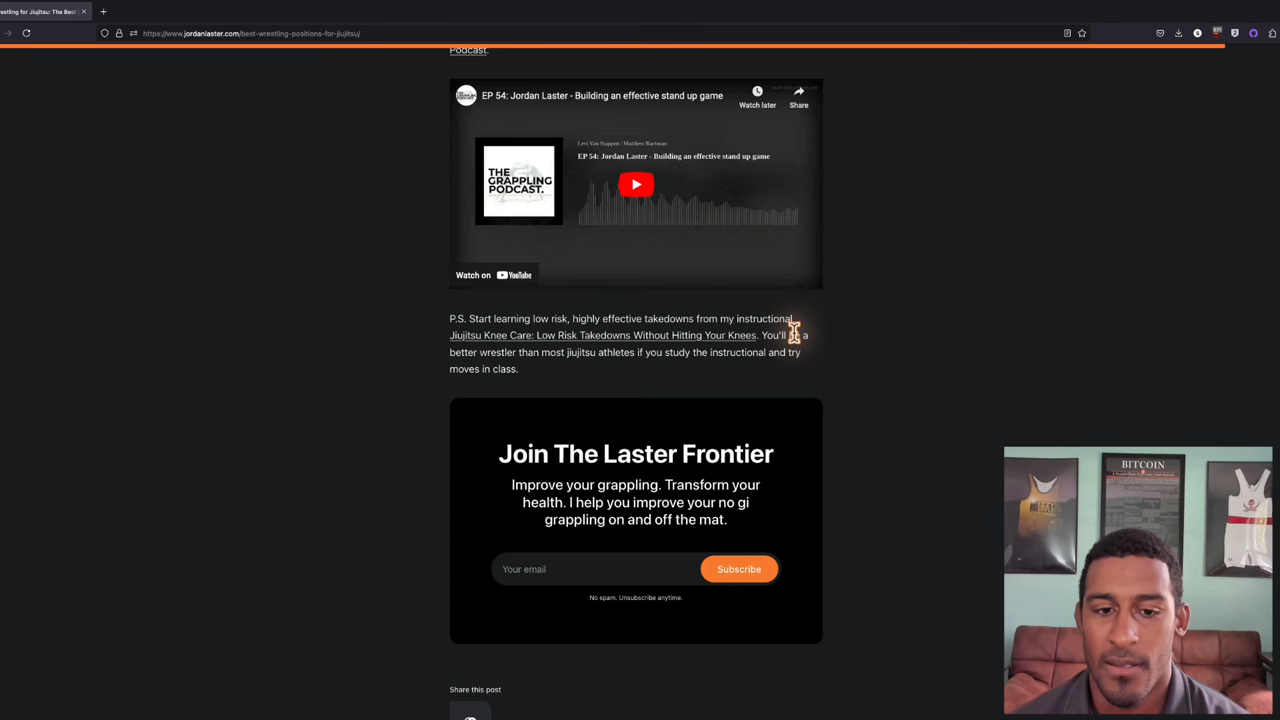 estling for Jiujitsu: The Best
https://www.jordanlaster.com/best-wrestling-positions-for-jiujitsu/
Podcast.
EP 54: Jordan Laster - Building an effective stand up game
Watch later
Share
Levi Van Stappen / Matthew Bartman
EP 54: Jordan Laster - Building an effective stand up game
THE
GRAPPLING
PODCAST.
Watch on YouTube
P.S. Start learning low risk, highly effective takedowns from my instructional
Jiujitsu Knee Care: Low Risk Takedowns Without Hitting Your Knees. You'll a
better wrestler than most jiujitsu athletes if you study the instructional and try
moves in class.
Join The Laster Frontier
Improve your grappling. Transform your
health. I help you improve your no gi
grappling on and off the mat.
Your email
Subscribe
No spam. Unsubscribe anytime.
Share this post
BITCOIN